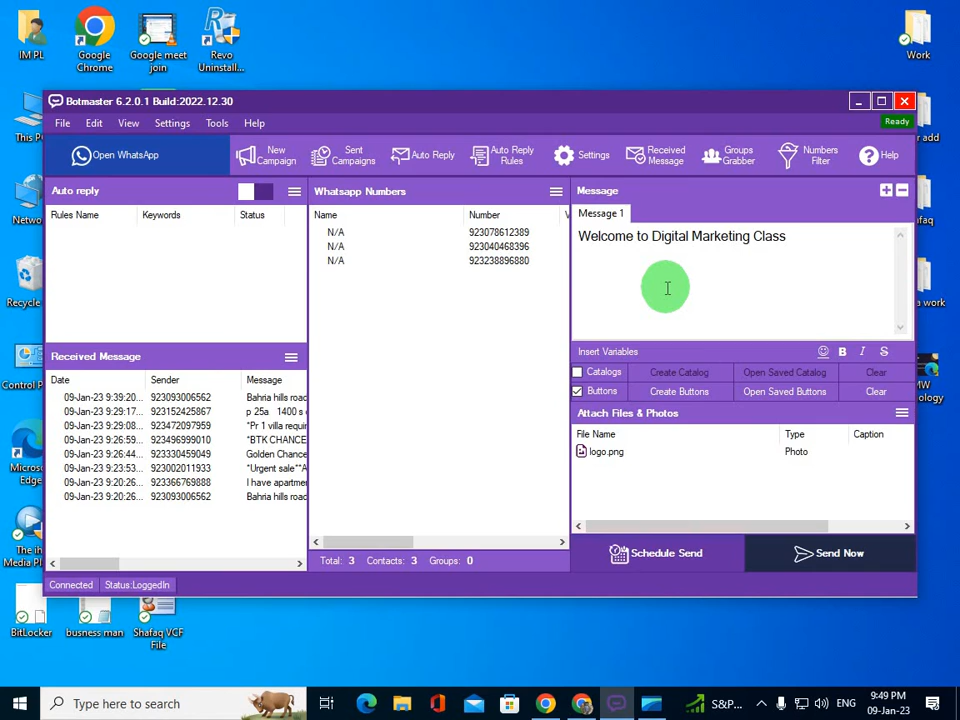 IM PL
Google Chrome
Google meet join
Revo Uninstall...
Work
Botmaster 6.2.0.1 Build:2022.12.30
File Edit View Settings Tools Help
Ready
Open WhatsApp
New Campaign
Sent Campaigns
Auto Reply
Auto Reply Rules
Settings
Received Message
Groups Grabber
Numbers Filter
Help
Auto reply
Rules Name Keywords Status
Whatsapp Numbers
Name Number
N/A 923078612389
N/A 923040468396
N/A 923238896880
Message
Message 1
Welcome to Digital Marketing Class
Insert Variables
B I S
Catalogs Create Catalog Open Saved Catalog Clear
Buttons Create Buttons Open Saved Buttons Clear
Attach Files & Photos
File Name Type Caption
logo.png Photo
Received Message
Date Sender Message
09-Jan-23 9:39:20... 923093006562 Bahria hills road
09-Jan-23 9:29:17... 923152425867 p 25a 1400 s
09-Jan-23 9:29:08... 923472097959 *Pr 1 villa requi
09-Jan-23 9:26:59... 923496999010 *BTK CHANCE
09-Jan-23 9:26:44... 923330459049 Golden Chance
09-Jan-23 9:23:53... 923002011933 *Urgent sale**A
09-Jan-23 9:20:26... 923366769888 I have apartme
09-Jan-23 9:20:26... 923093006562 Bahria hills road
Total: 3 Contacts: 3 Groups: 0
Schedule Send
Send Now
Connected Status:LoggedIn
This P
Networ
Recycle
Control P
Microso
Edge
The i
Media Pl
BitLocker
busness man
Shafaq VCF File
Type here to search
S&P...
ENG
9:49 PM
09-Jan-23